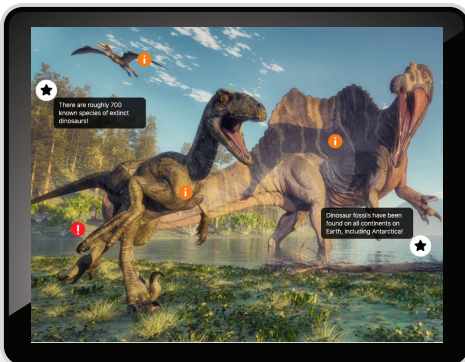 There are roughly 700
known species of extinct
dinosaurs!
Dinosaur fossils have been
found on all continents on
Earth, including Antarctica!